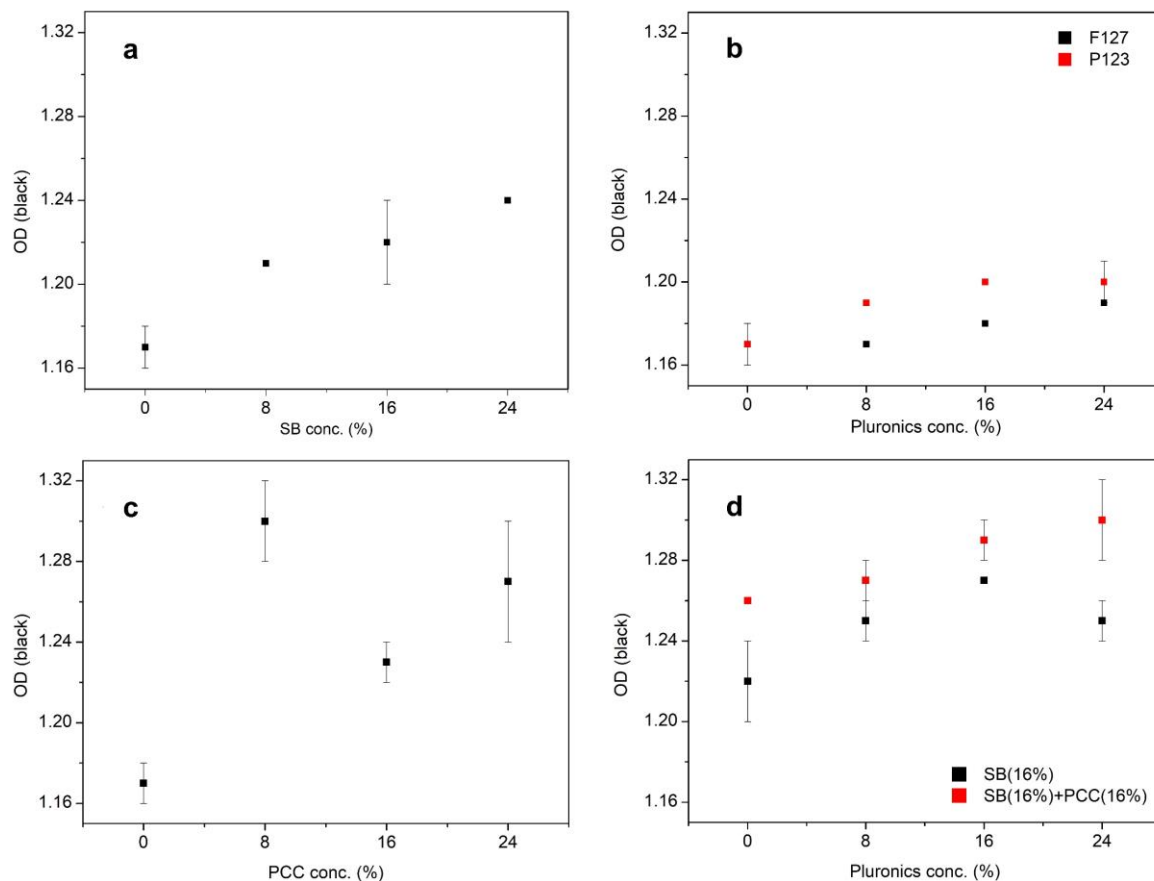 a
1.32
1.28
1.24
1.20
1.16
OD (black)
0 8 16 24
SB conc. (%)
b
F127
P123
1.32
1.28
1.24
1.20
1.16
OD (black)
0 8 16 24
Pluronics conc. (%)
c
1.32
1.28
1.24
1.20
1.16
OD (black)
0 8 16 24
PCC conc. (%)
d
1.32
1.28
1.24
1.20
1.16
OD (black)
SB(16%)
SB(16%)+PCC(16%)
0 8 16 24
Pluronics conc. (%)